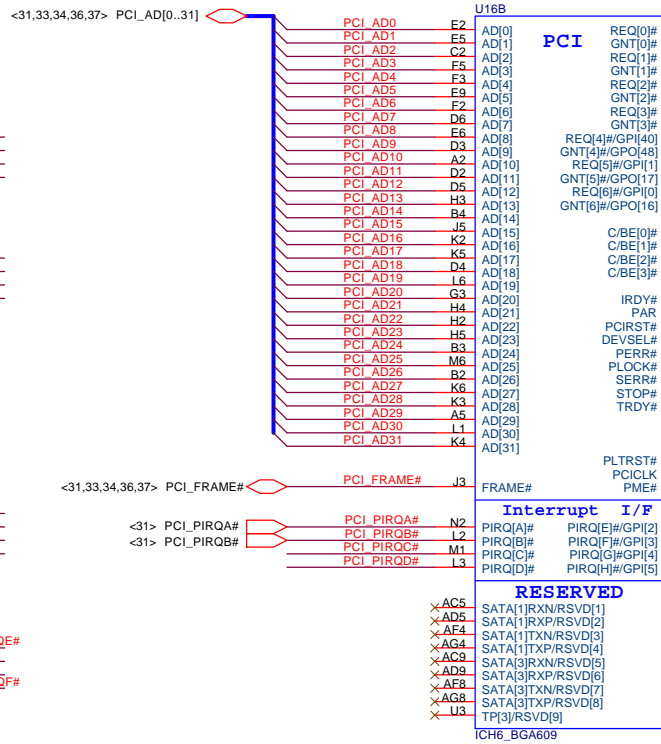 U16B
<31,33,34,36,37> PCI_AD[0..31]
PCI
PCI_AD0 E2 AD[0] REQ[0]#
PCI_AD1 E5 AD[1] GNT[0]#
PCI_AD2 C2 AD[2] REQ[1]#
PCI_AD3 F5 AD[3] GNT[1]#
PCI_AD4 F3 AD[4] REQ[2]#
PCI_AD5 E9 AD[5] GNT[2]#
PCI_AD6 F2 AD[6] REQ[3]#
PCI_AD7 D6 AD[7] GNT[3]#
PCI_AD8 E6 AD[8] REQ[4]#/GPI[40]
PCI_AD9 D3 AD[9] GNT[4]#/GPO[48]
PCI_AD10 A2 AD[10] REQ[5]#/GPI[1]
PCI_AD11 D2 AD[11] GNT[5]#/GPO[17]
PCI_AD12 D5 AD[12] REQ[6]#/GPI[0]
PCI_AD13 H3 AD[13] GNT[6]#/GPO[16]
PCI_AD14 B4 AD[14]
PCI_AD15 J5 AD[15] C/BE[0]#
PCI_AD16 K2 AD[16] C/BE[1]#
PCI_AD17 K5 AD[17] C/BE[2]#
PCI_AD18 D4 AD[18] C/BE[3]#
PCI_AD19 L6 AD[19]
PCI_AD20 G3 AD[20] IRDY#
PCI_AD21 H4 AD[21] PAR
PCI_AD22 H2 AD[22] PCIRST#
PCI_AD23 H5 AD[23] DEVSEL#
PCI_AD24 B3 AD[24] PERR#
PCI_AD25 M6 AD[25] PLOCK#
PCI_AD26 B2 AD[26] SERR#
PCI_AD27 K6 AD[27] STOP#
PCI_AD28 K3 AD[28] TRDY#
PCI_AD29 A5 AD[29]
PCI_AD30 L1 AD[30]
PCI_AD31 K4 AD[31]
PLTRST#
PCICLK
<31,33,34,36,37> PCI_FRAME# PCI_FRAME# J3 FRAME# PME#
Interrupt I/F
<31> PCI_PIRQA# PCI_PIRQA# N2 PIRQ[A]# PIRQ[E]#/GPI[2]
<31> PCI_PIRQB# PCI_PIRQB# L2 PIRQ[B]# PIRQ[F]#/GPI[3]
PCI_PIRQC# M1 PIRQ[C]# PIRQ[G]#/GPI[4]
PCI_PIRQD# L3 PIRQ[D]# PIRQ[H]#/GPI[5]
RESERVED
AC5 SATA[1]RXN/RSVD[1]
AD5 SATA[1]RXP/RSVD[2]
AF4 SATA[1]TXN/RSVD[3]
QE# AG4 SATA[1]TXP/RSVD[4]
AC9 SATA[3]RXN/RSVD[5]
AD9 SATA[3]RXP/RSVD[6]
QF# AF8 SATA[3]TXN/RSVD[7]
AG8 SATA[3]TXP/RSVD[8]
U3 TP[3]/RSVD[9]
ICH6_BGA609